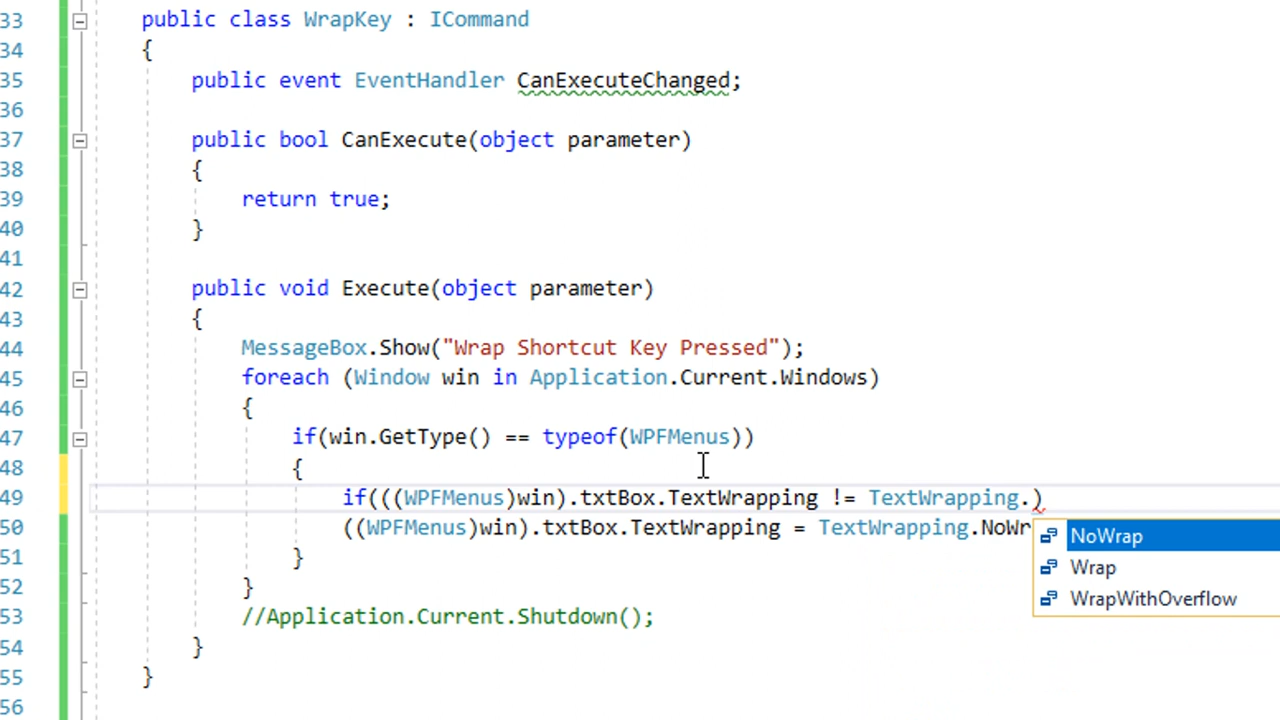 33 public class WrapKey : ICommand
34 {
35 public event EventHandler CanExecuteChanged;
36
37 public bool CanExecute(object parameter)
38 {
39 return true;
40 }
41
42 public void Execute(object parameter)
43 {
44 MessageBox.Show("Wrap Shortcut Key Pressed");
45 foreach (Window win in Application.Current.Windows)
46 {
47 if(win.GetType() == typeof(WPFMenus))
48 {
49 if(((WPFMenus)win).txtBox.TextWrapping != TextWrapping.)
50 ((WPFMenus)win).txtBox.TextWrapping = TextWrapping.NoWr
NoWrap
51 }
Wrap
52 }
WrapWithOverflow
53 //Application.Current.Shutdown();
54 }
55 }
56